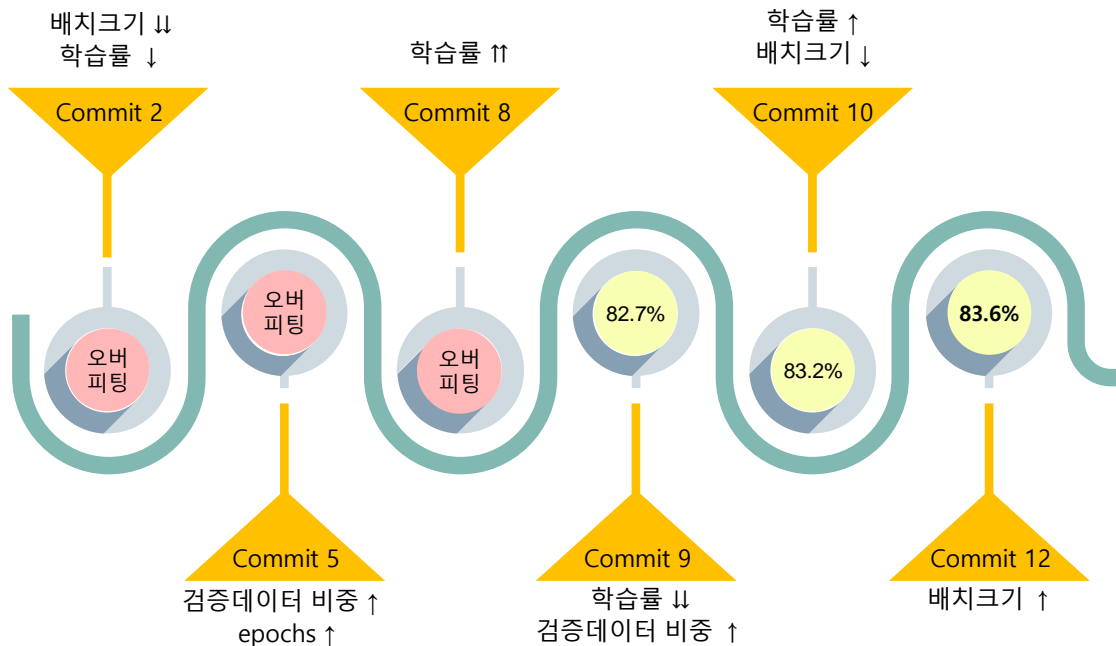 배치크기 ⇊
학습률 ↓
Commit 2
오버
피팅
오버
피팅
Commit 5
검증데이터 비중 ↑
epochs ↑
학습률 ⇈
Commit 8
오버
피팅
82.7%
Commit 9
학습률 ⇊
검증데이터 비중 ↑
학습률 ↑
배치크기 ↓
Commit 10
83.2%
83.6%
Commit 12
배치크기 ↑